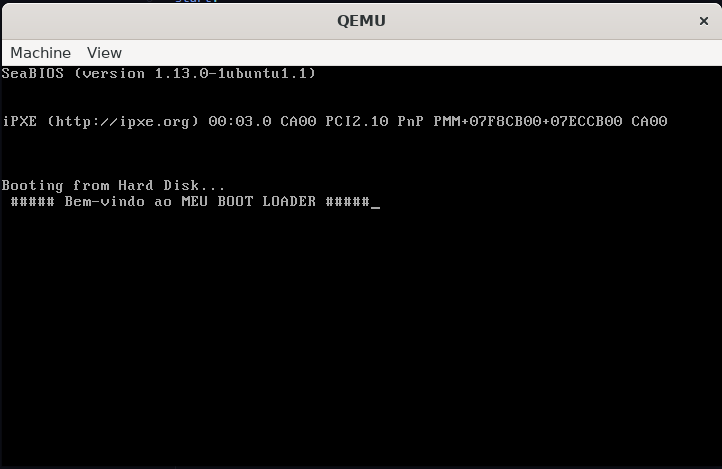 start:
QEMU
Machine View
SeaBIOS (version 1.13.0-1ubuntu1.1)
iPXE (http://ipxe.org) 00:03.0 CA00 PCI2.10 PnP PMM+07F8CB00+07ECCB00 CA00
Booting from Hard Disk...
##### Bem-vindo ao MEU BOOT LOADER #####_